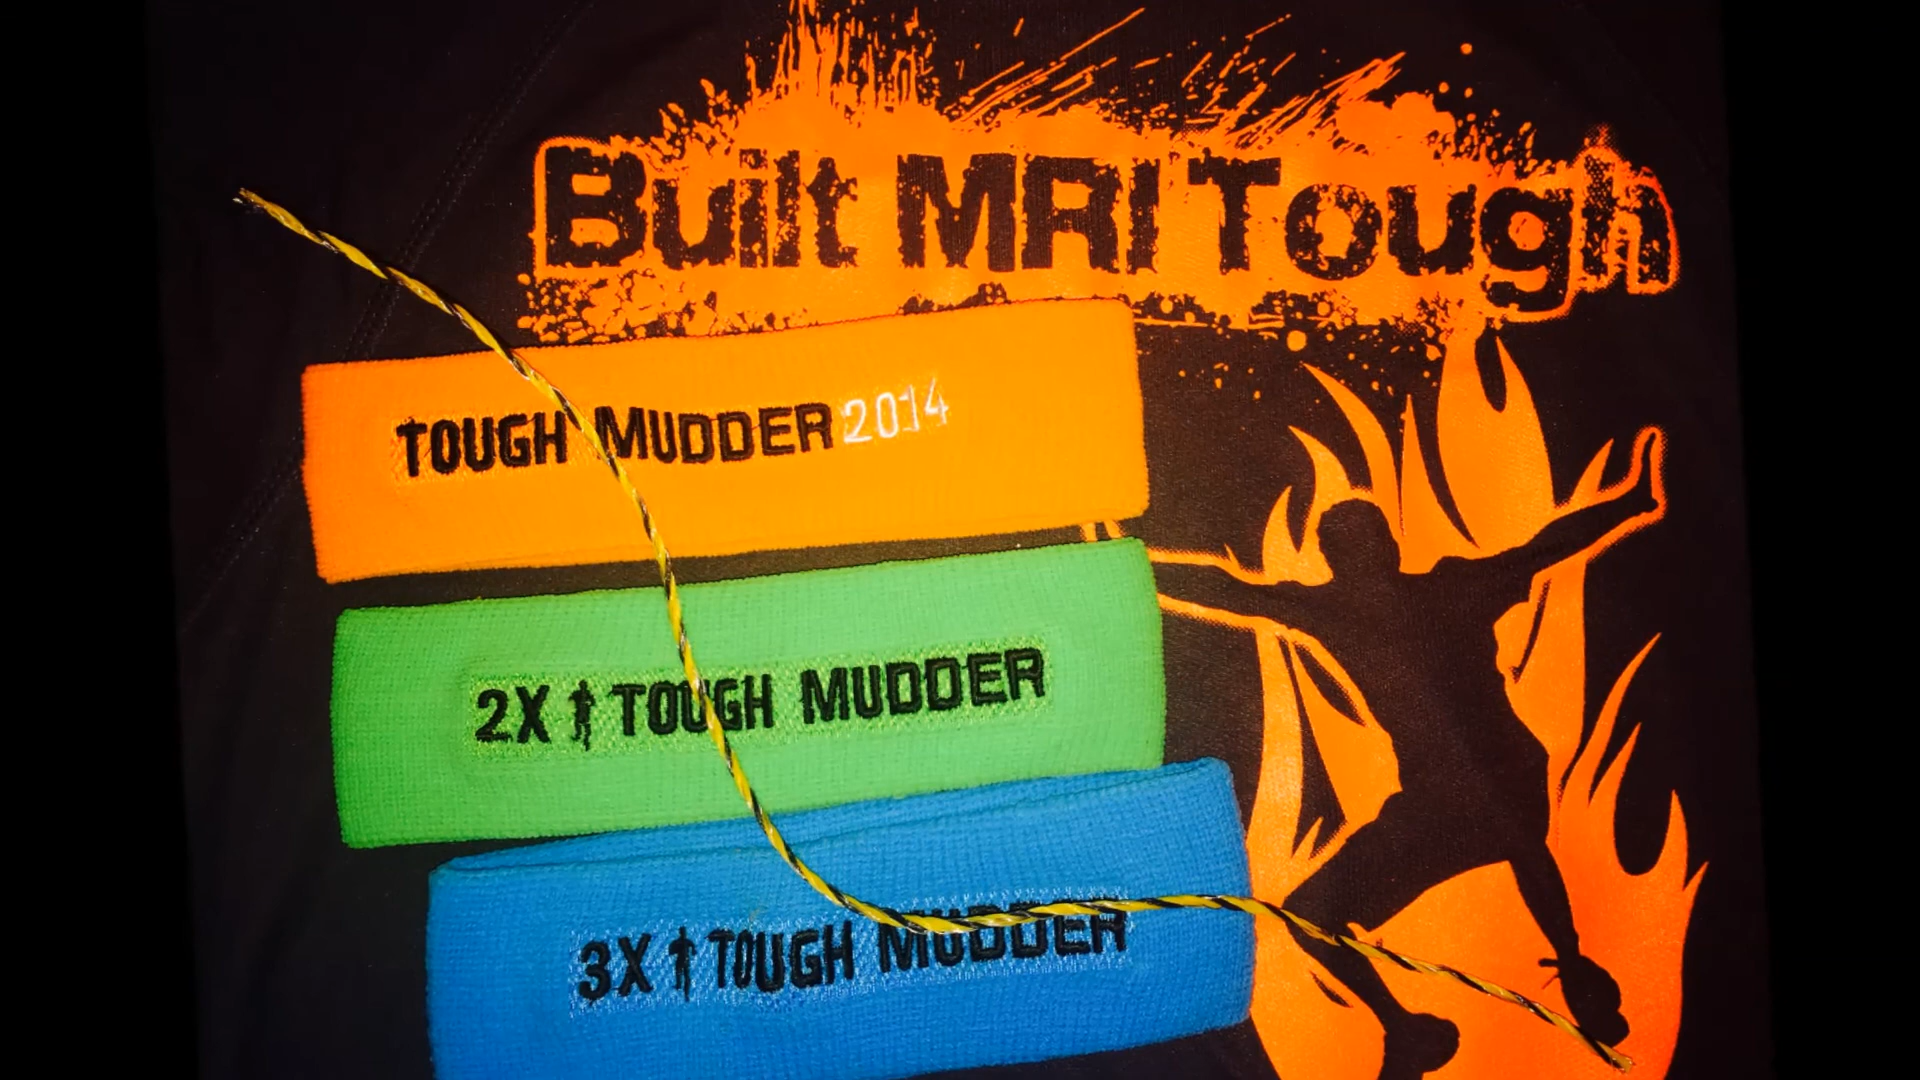 Built MRI Tough
TOUGH MUDDER 2014
2X TOUGH MUDDER
3X TOUGH MUDDER